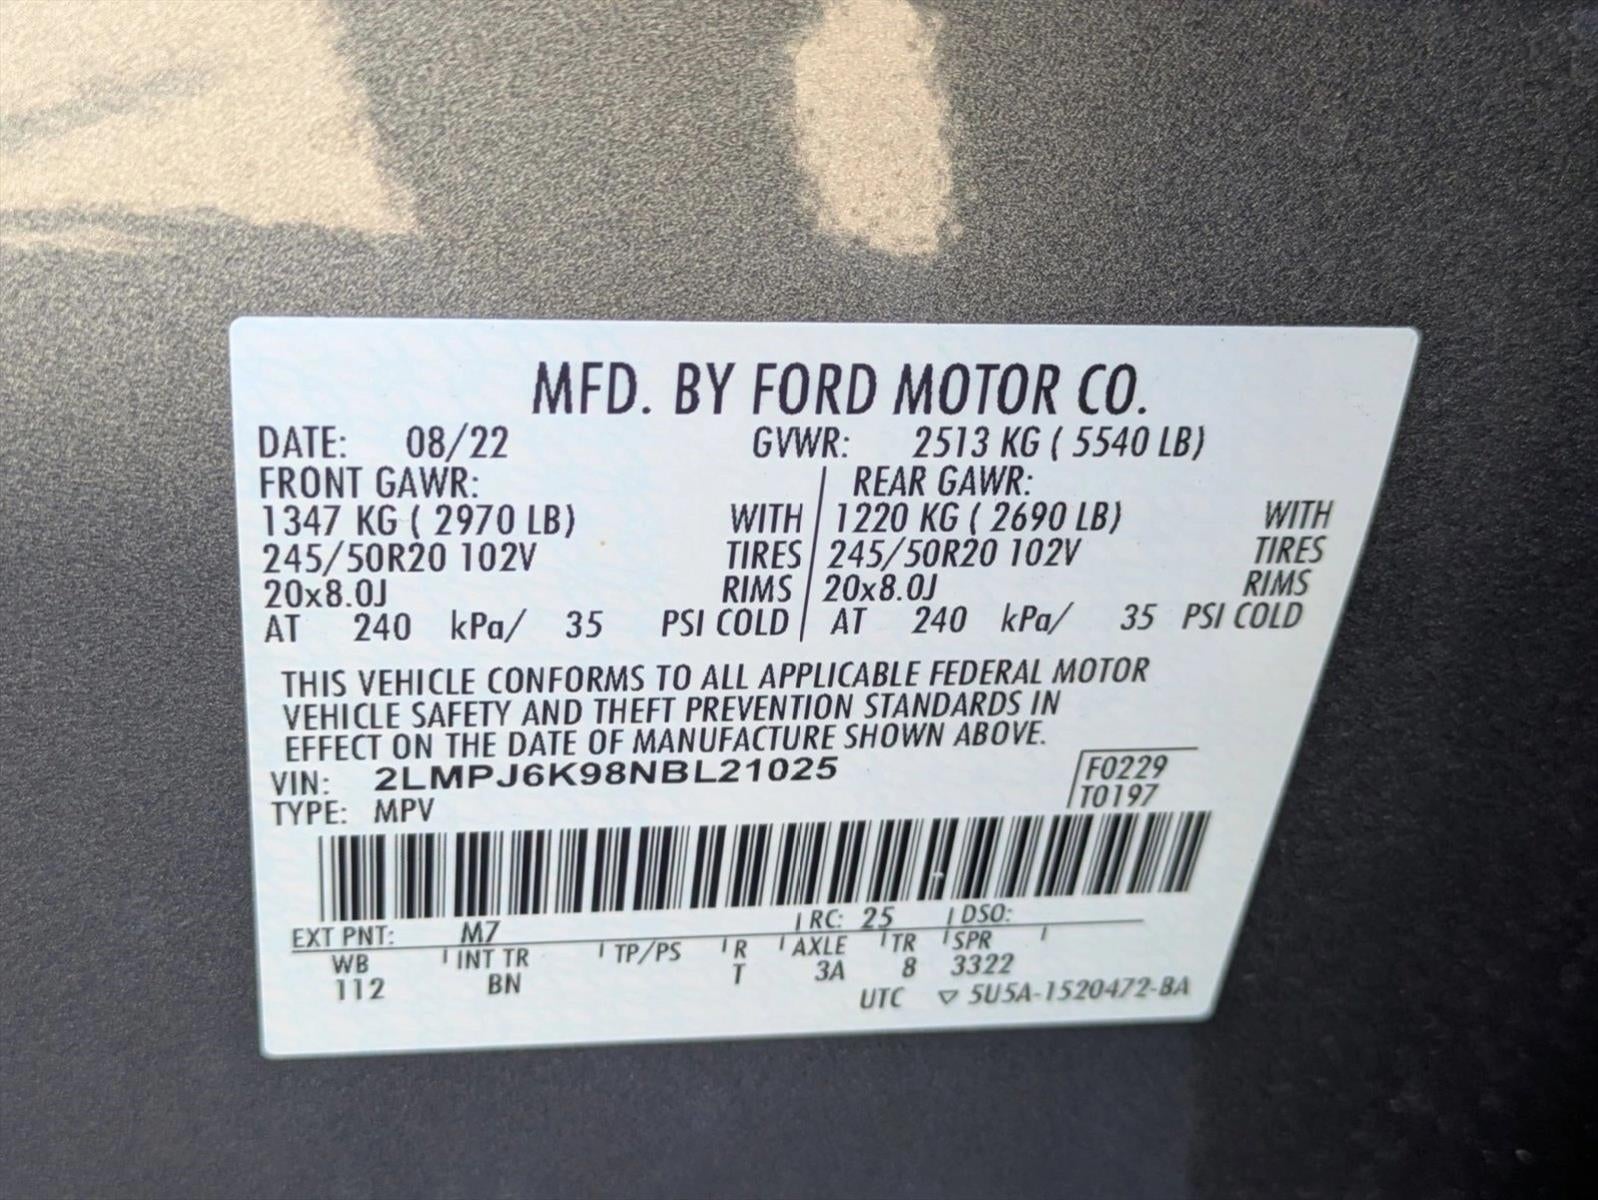 MFD. BY FORD MOTOR CO.
DATE: 08/22 GVWR: 2513 KG ( 5540 LB)
FRONT GAWR: REAR GAWR:
1347 KG ( 2970 LB) WITH 1220 KG ( 2690 LB) WITH
245/50R20 102V TIRES 245/50R20 102V TIRES
20x8.0J RIMS 20x8.0J RIMS
AT 240 kPa/ 35 PSI COLD AT 240 kPa/ 35 PSI COLD
THIS VEHICLE CONFORMS TO ALL APPLICABLE FEDERAL MOTOR
VEHICLE SAFETY AND THEFT PREVENTION STANDARDS IN
EFFECT ON THE DATE OF MANUFACTURE SHOWN ABOVE.
VIN: 2LMPJ6K98NBL21025 F0229
TYPE: MPV T0197
EXT PNT: M7 RC: 25 DSO:
WB INT TR TP/PS R AXLE TR SPR
112 BN T 3A 8 3322
UTC ▽ 5U5A-1520472-BA